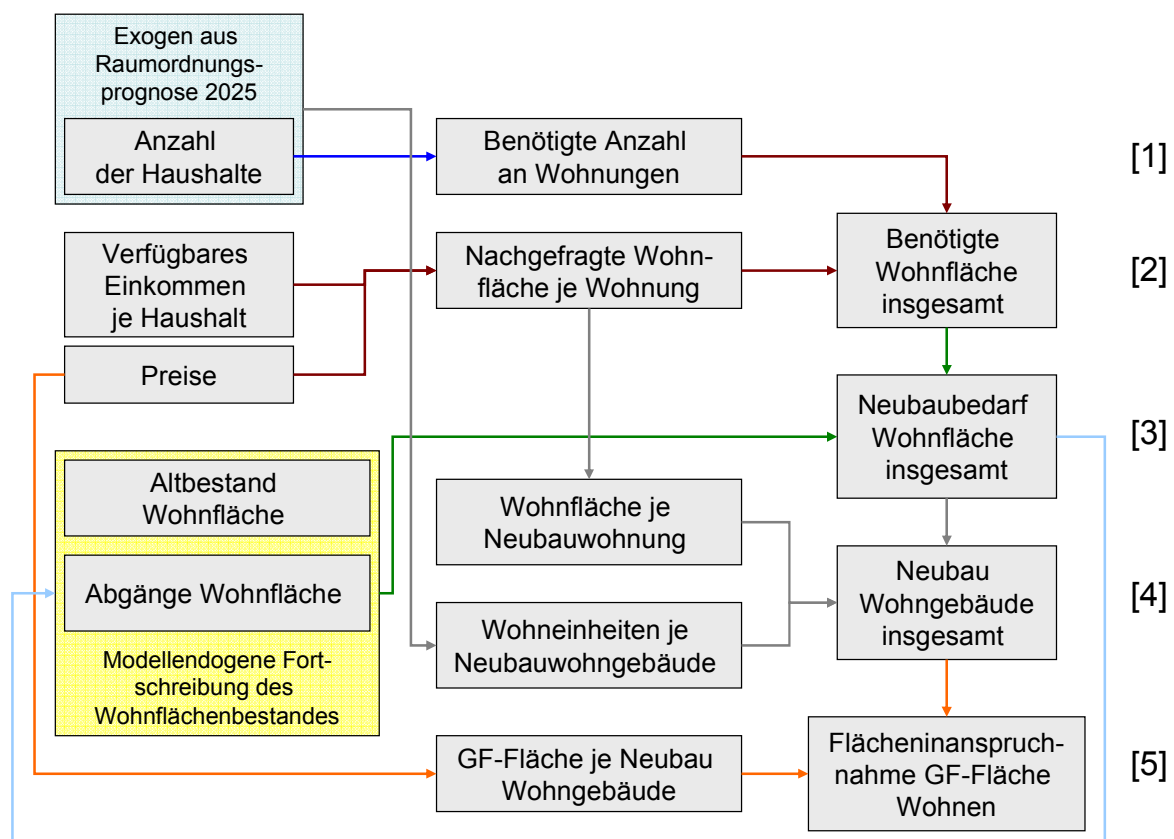 Exogen aus
Raumordnungs-
prognose 2025
Anzahl
der Haushalte
Benötigte Anzahl
an Wohnungen
[1]
Verfügbares
Einkommen
je Haushalt
Nachgefragte Wohn-
fläche je Wohnung
Benötigte
Wohnfläche
insgesamt
[2]
Preise
Neubaubedarf
Wohnfläche
insgesamt
[3]
Altbestand
Wohnfläche
Wohnfläche je
Neubauwohnung
Abgänge Wohnfläche
Neubau
Wohngebäude
insgesamt
[4]
Wohneinheiten je
Neubauwohngebäude
Modellendogene Fort-
schreibung des
Wohnflächenbestandes
GF-Fläche je Neubau
Wohngebäude
Flächeninanspruch-
nahme GF-Fläche
Wohnen
[5]